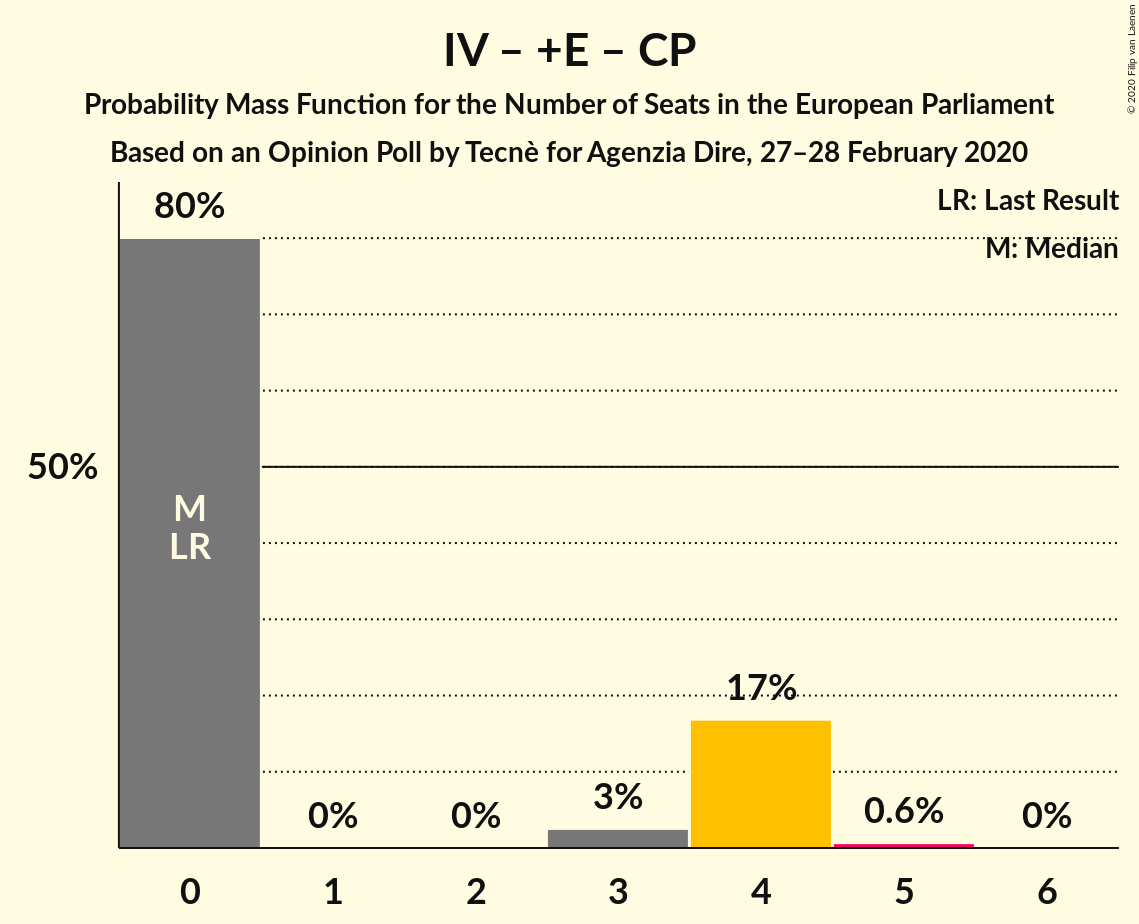 IV – +E – CP
Probability Mass Function for the Number of Seats in the European Parliament
Based on an Opinion Poll by Tecnè for Agenzia Dire, 27–28 February 2020
© 2020 Filip van Laenen
LR: Last Result
M: Median
80%
50%
M
LR
0%
0%
3%
17%
0.6%
0%
0
1
2
3
4
5
6